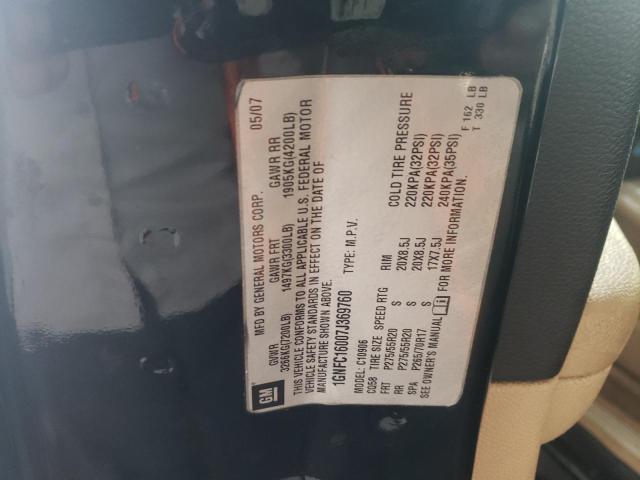 GM
MFD BY GENERAL MOTORS CORP. 05/07
GVWR GAWR FRT GAWR RR
3266KG(7200LB) 1497KG(3300LB) 1905KG(4200LB)
THIS VEHICLE CONFORMS TO ALL APPLICABLE U.S. FEDERAL MOTOR
VEHICLE SAFETY STANDARDS IN EFFECT ON THE DATE OF
MANUFACTURE SHOWN ABOVE.
1GNFC16007J369760 TYPE: M.P.V.
MODEL: C10906
CQ58 TIRE SIZE SPEED RTG RIM COLD TIRE PRESSURE
FRT P275/55R20 S 20X8.5J 220KPA(32PSI)
RR P275/55R20 S 20X8.5J 220KPA(32PSI)
SPA P265/70R17 S 17X7.5J 240KPA(35PSI)
SEE OWNER'S MANUAL FOR MORE INFORMATION.
F 162 LB
T 330 LB